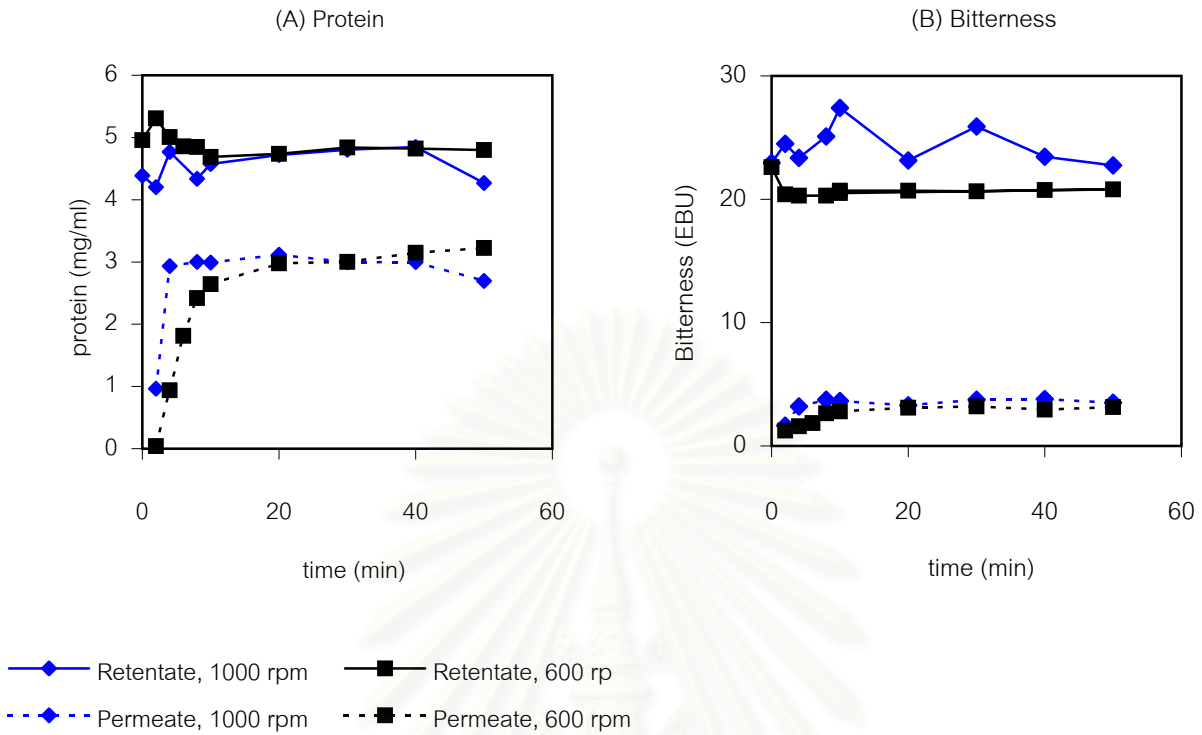 (A) Protein
6
5
4
3
2
1
0
protein (mg/ml)
0 20 40 60
time (min)
(B) Bitterness
30
20
10
0
Bitterness (EBU)
0 20 40 60
time (min)
Retentate, 1000 rpm Retentate, 600 rp
Permeate, 1000 rpm Permeate, 600 rpm